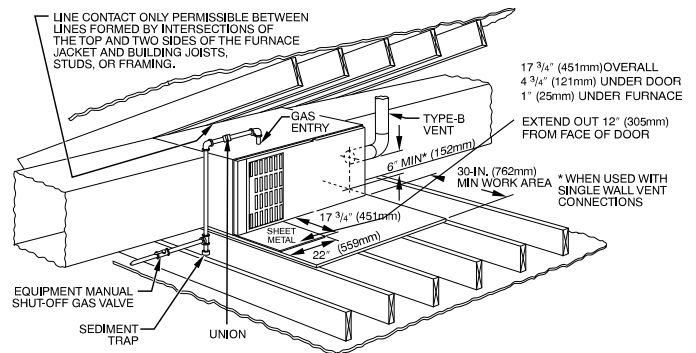 LINE CONTACT ONLY PERMISSIBLE BETWEEN
LINES FORMED BY INTERSECTIONS OF
THE TOP AND TWO SIDES OF THE FURNACE
JACKET AND BUILDING JOISTS,
STUDS, OR FRAMING.
17 3/4" (451mm) OVERALL
4 3/4" (121mm) UNDER DOOR
1" (25mm) UNDER FURNACE
EXTEND OUT 12" (305mm)
FROM FACE OF DOOR
GAS
ENTRY
TYPE-B
VENT
6" MIN* (152mm)
30-IN. (762mm)
MIN WORK AREA
*WHEN USED WITH
SINGLE WALL VENT
CONNECTIONS
17 3/4" (451mm)
SHEET
METAL
22" (559mm)
EQUIPMENT MANUAL
SHUT-OFF GAS VALVE
SEDIMENT
TRAP
UNION